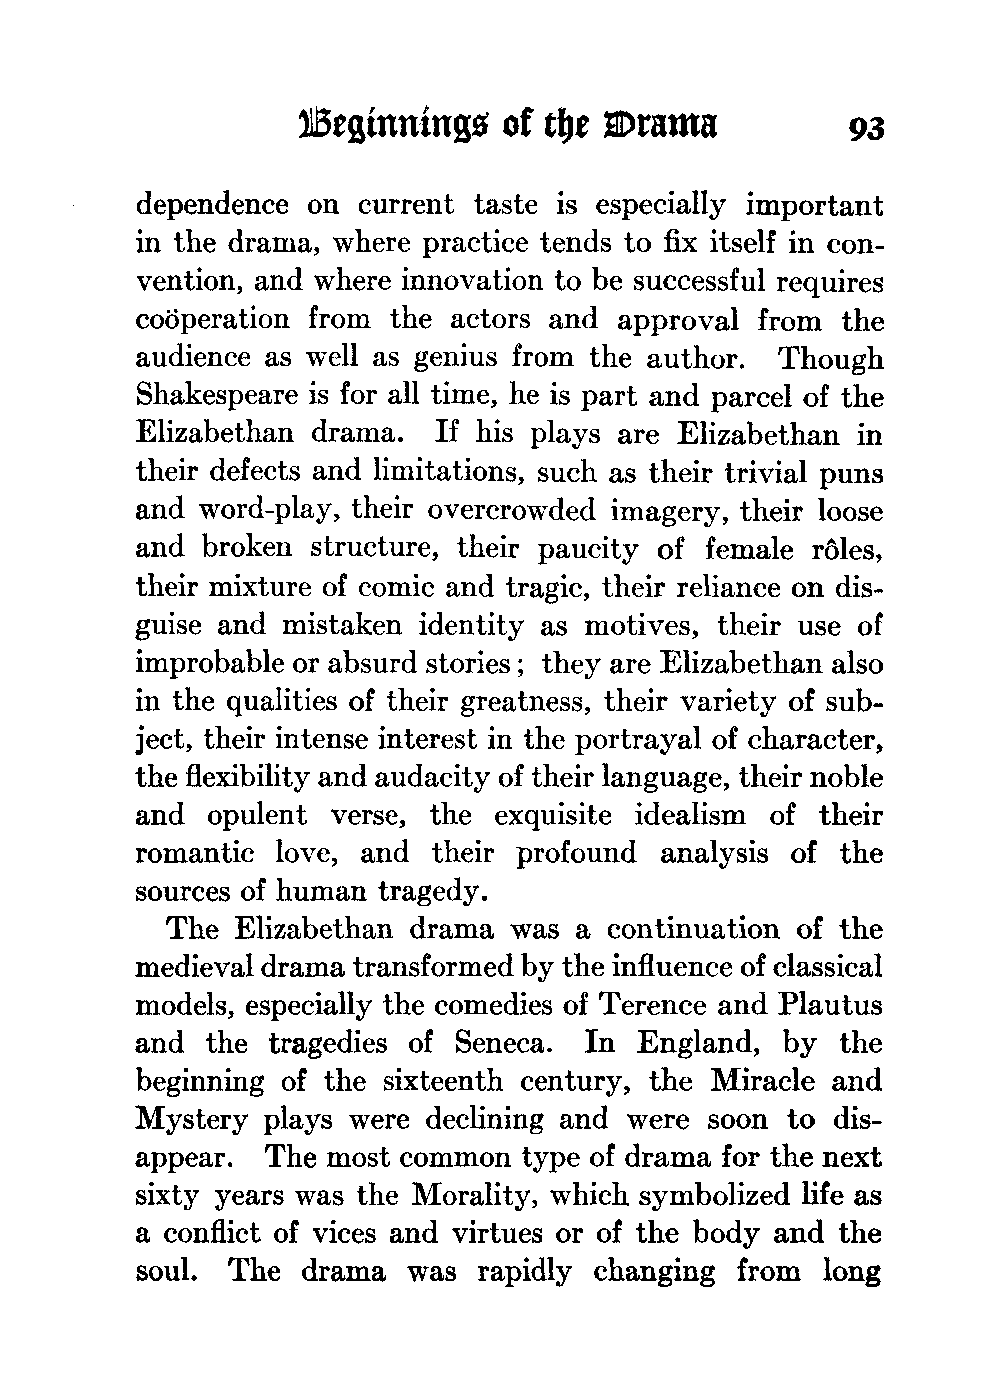 Beginnings of the Drama 93
dependence on current taste is especially important
in the drama, where practice tends to fix itself in con-
vention, and where innovation to be successful requires
coöperation from the actors and approval from the
audience as well as genius from the author. Though
Shakespeare is for all time, he is part and parcel of the
Elizabethan drama. If his plays are Elizabethan in
their defects and limitations, such as their trivial puns
and word-play, their overcrowded imagery, their loose
and broken structure, their paucity of female rôles,
their mixture of comic and tragic, their reliance on dis-
guise and mistaken identity as motives, their use of
improbable or absurd stories; they are Elizabethan also
in the qualities of their greatness, their variety of sub-
ject, their intense interest in the portrayal of character,
the flexibility and audacity of their language, their noble
and opulent verse, the exquisite idealism of their
romantic love, and their profound analysis of the
sources of human tragedy.
The Elizabethan drama was a continuation of the
medieval drama transformed by the influence of classical
models, especially the comedies of Terence and Plautus
and the tragedies of Seneca. In England, by the
beginning of the sixteenth century, the Miracle and
Mystery plays were declining and were soon to dis-
appear. The most common type of drama for the next
sixty years was the Morality, which symbolized life as
a conflict of vices and virtues or of the body and the
soul. The drama was rapidly changing from long